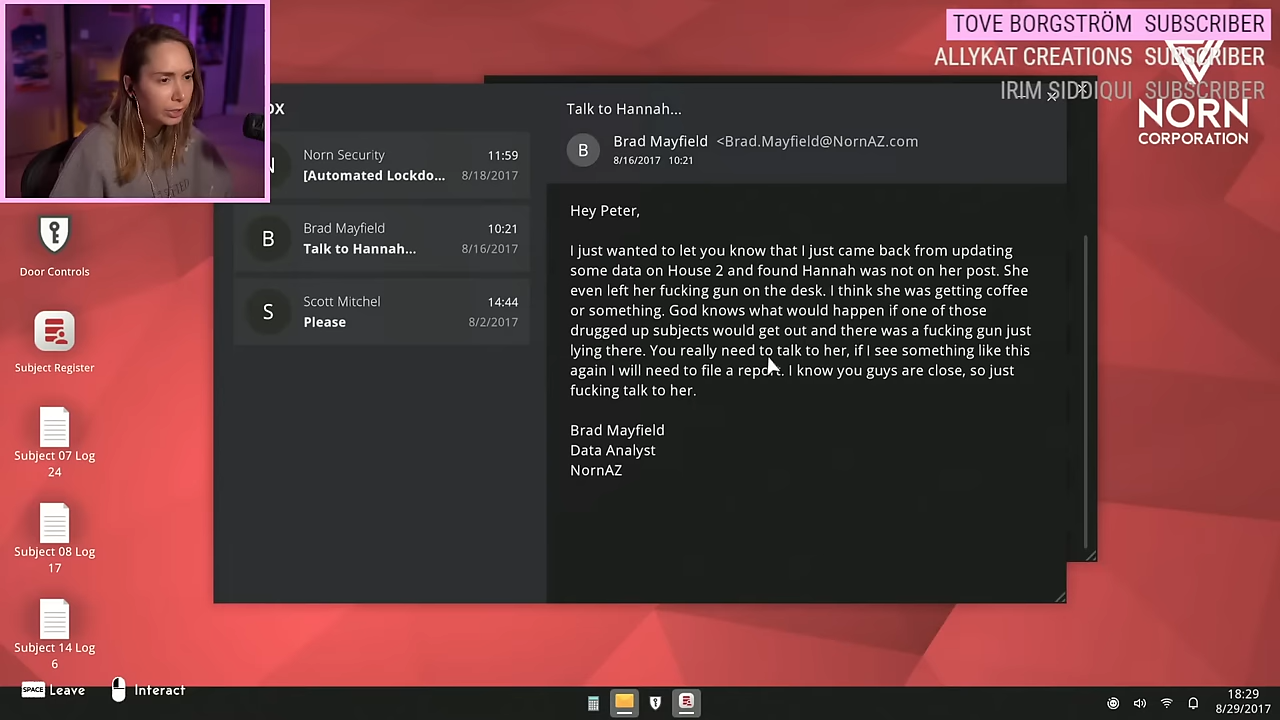 TOVE BORGSTRÖM SUBSCRIBER
ALLYKAT CREATIONS SUBSCRIBER
IRIM SIDDIQUI SUBSCRIBER
NORN
CORPORATION
OX
Norn Security 11:59
[Automated Lockdo... 8/18/2017
B
Brad Mayfield 10:21
Talk to Hannah... 8/16/2017
S
Scott Mitchel 14:44
Please 8/2/2017
Talk to Hannah...
B
Brad Mayfield <Brad.Mayfield@NornAZ.com
8/16/2017 10:21
Hey Peter,
I just wanted to let you know that I just came back from updating
some data on House 2 and found Hannah was not on her post. She
even left her fucking gun on the desk. I think she was getting coffee
or something. God knows what would happen if one of those
drugged up subjects would get out and there was a fucking gun just
lying there. You really need to talk to her, if I see something like this
again I will need to file a report. I know you guys are close, so just
fucking talk to her.
Brad Mayfield
Data Analyst
NornAZ
Door Controls
Subject Register
Subject 07 Log
24
Subject 08 Log
17
Subject 14 Log
6
SPACE Leave
Interact
18:29
8/29/2017